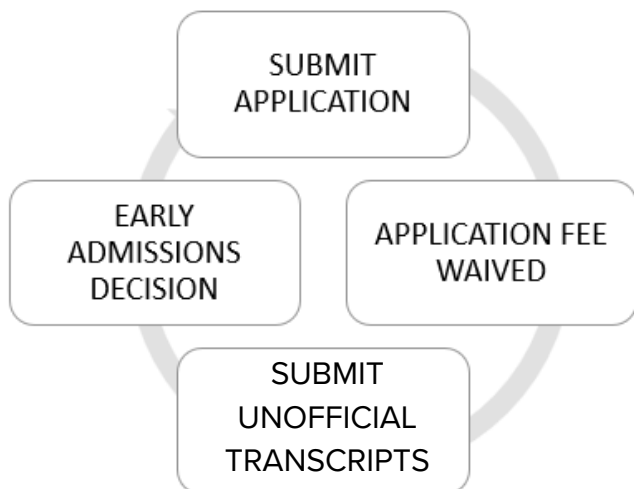 SUBMIT
APPLICATION
APPLICATION FEE
WAIVED
SUBMIT
UNOFFICIAL
TRANSCRIPTS
EARLY
ADMISSIONS
DECISION